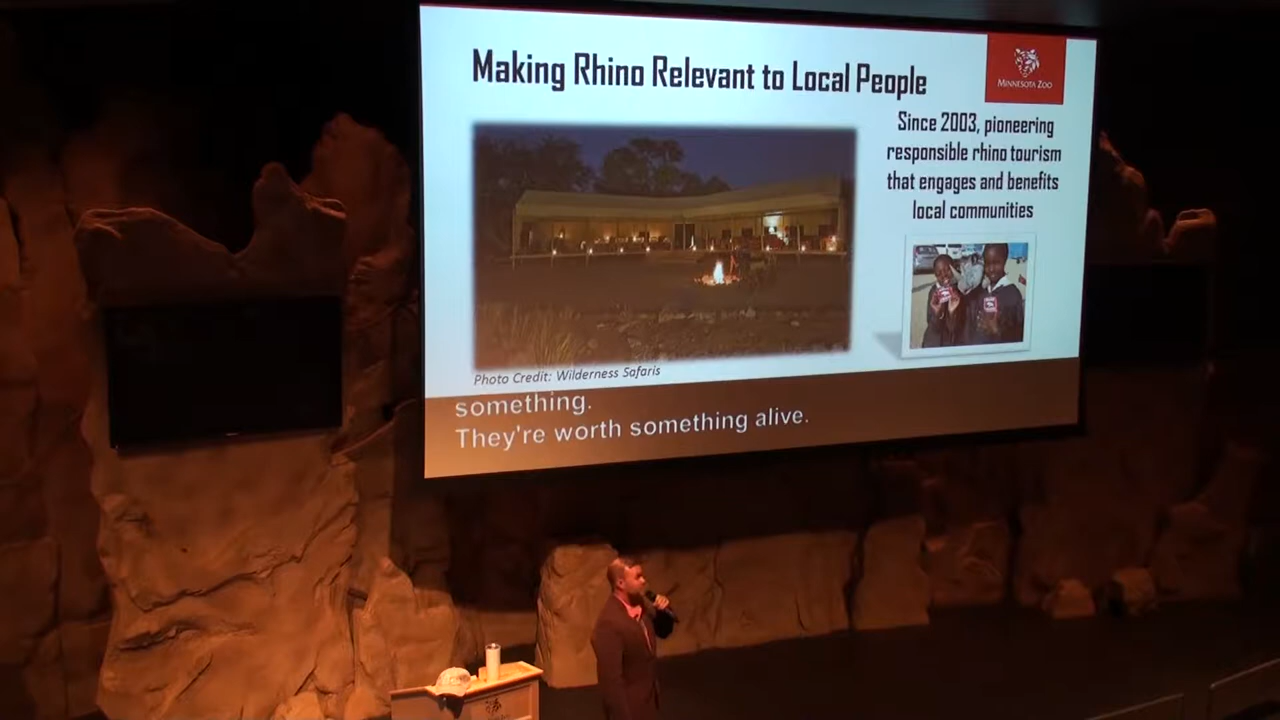 Making Rhino Relevant to Local People
MINNESOTA ZOO
Since 2003, pioneering
responsible rhino tourism
that engages and benefits
local communities
Photo Credit: Wilderness Safaris
something.
They're worth something alive.